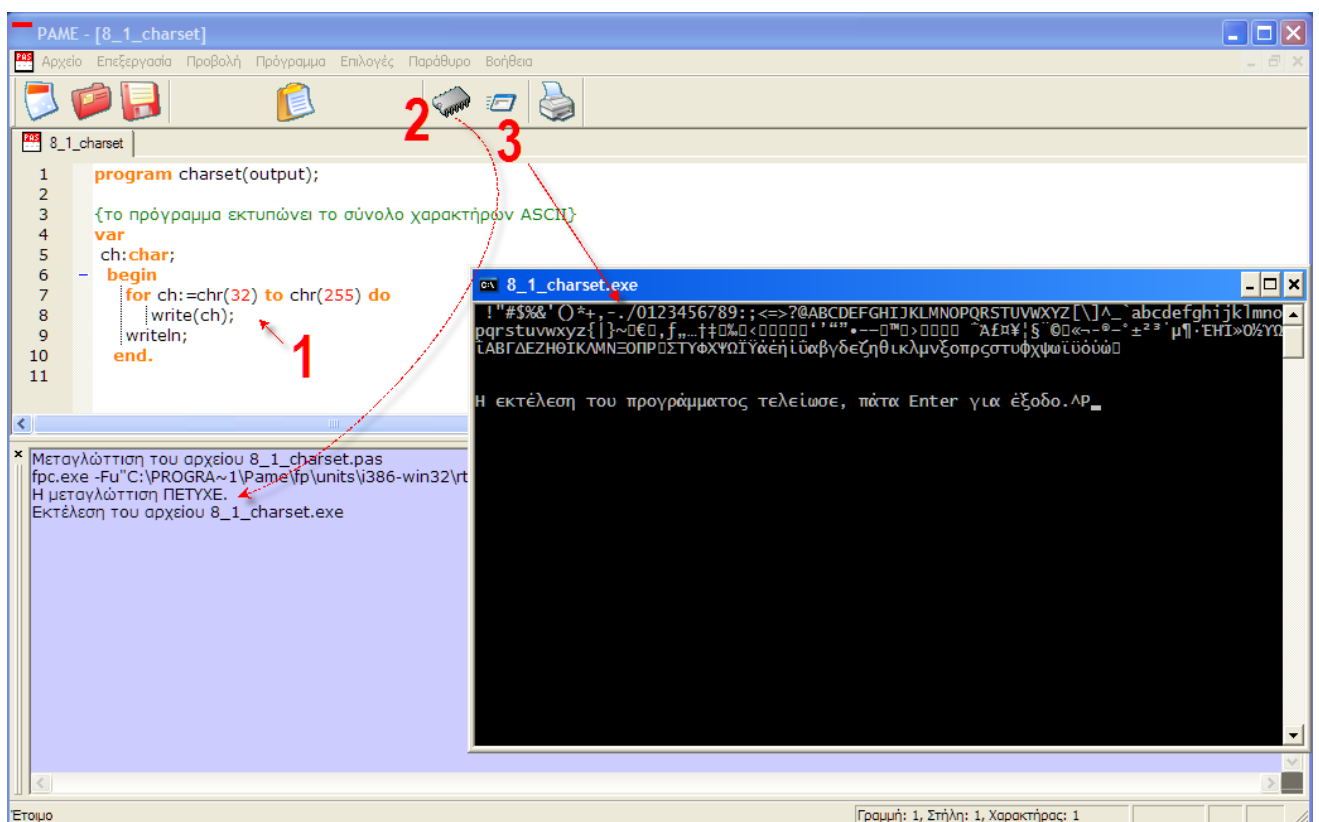 PAME - [8_1_charset]
PAS Αρχείο Επεξεργασία Προβολή Πρόγραμμα Επιλογές Παράθυρο Βοήθεια
2
3
PAS 8_1_charset
1 program charset(output);
2
3 {το πρόγραμμα εκτυπώνει το σύνολο χαρακτήρων ASCII}
4 var
5 ch:char;
6 begin
7 for ch:=chr(32) to chr(255) do
8 write(ch);
9 writeln;
10 end.
11
1
8_1_charset.exe
!"#$%&'()*+,-./0123456789:;<=>?@ABCDEFGHIJKLMNOPQRSTUVWXYZ[\]^_`abcdefghijklmno
pqrstuvwxyz{|}~
ΐΑΒΓΔΕΖΗΘΙΚΛΜΝΞΟΠΡ▯ΣΤΥΦΧΨΩΪΫάέήίΰαβγδεζηθικλμνξοπρςστυφχψωϊϋόύώ▯
Η εκτέλεση του προγράμματος τελείωσε, πάτα Enter για έξοδο.^P_
Μεταγλώττιση του αρχείου 8_1_charset.pas
fpc.exe -Fu"C:\PROGRA~1\Pame\fp\units\i386-win32\rt
Η μεταγλώττιση ΠΕΤΥΧΕ.
Εκτέλεση του αρχείου 8_1_charset.exe
Έτοιμο
Γραμμή: 1, Στήλη: 1, Χαρακτήρας: 1